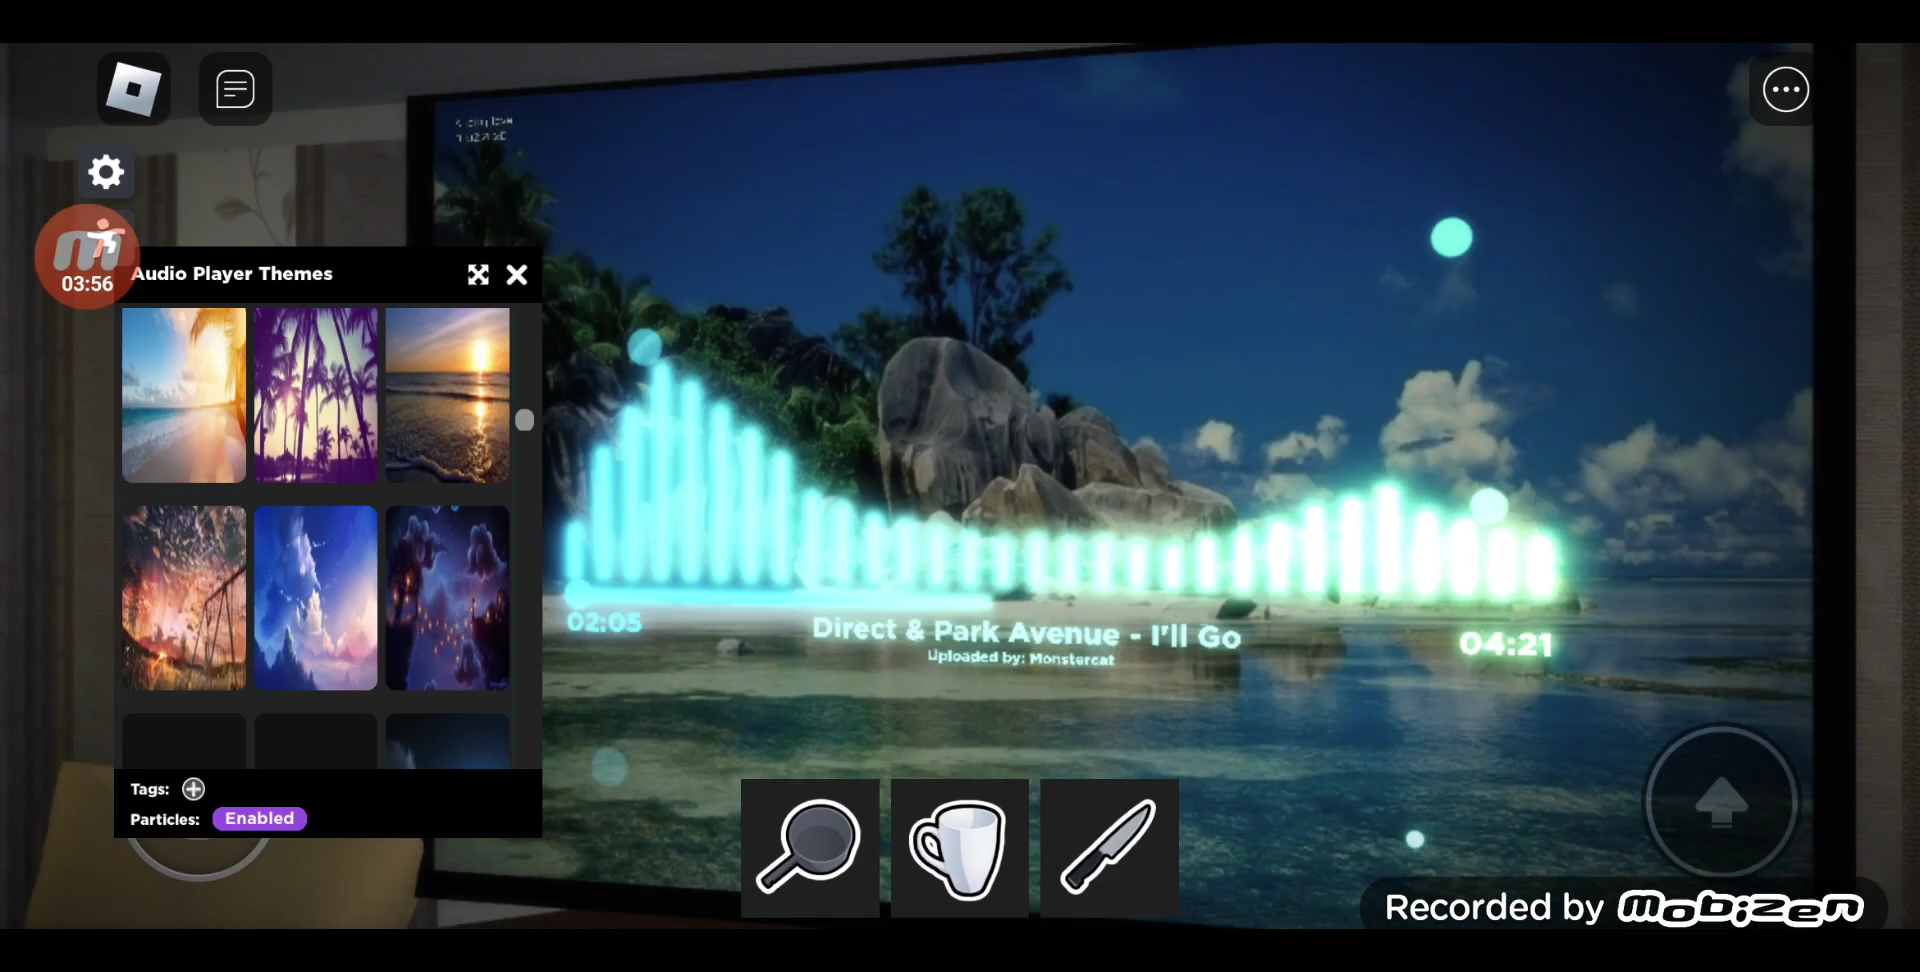 03:56
Audio Player Themes
02:05
Direct & Park Avenue - I'll Go
04:21
Uploaded by: Monstercat
Tags:
Particles: Enabled
Recorded by Mobizen